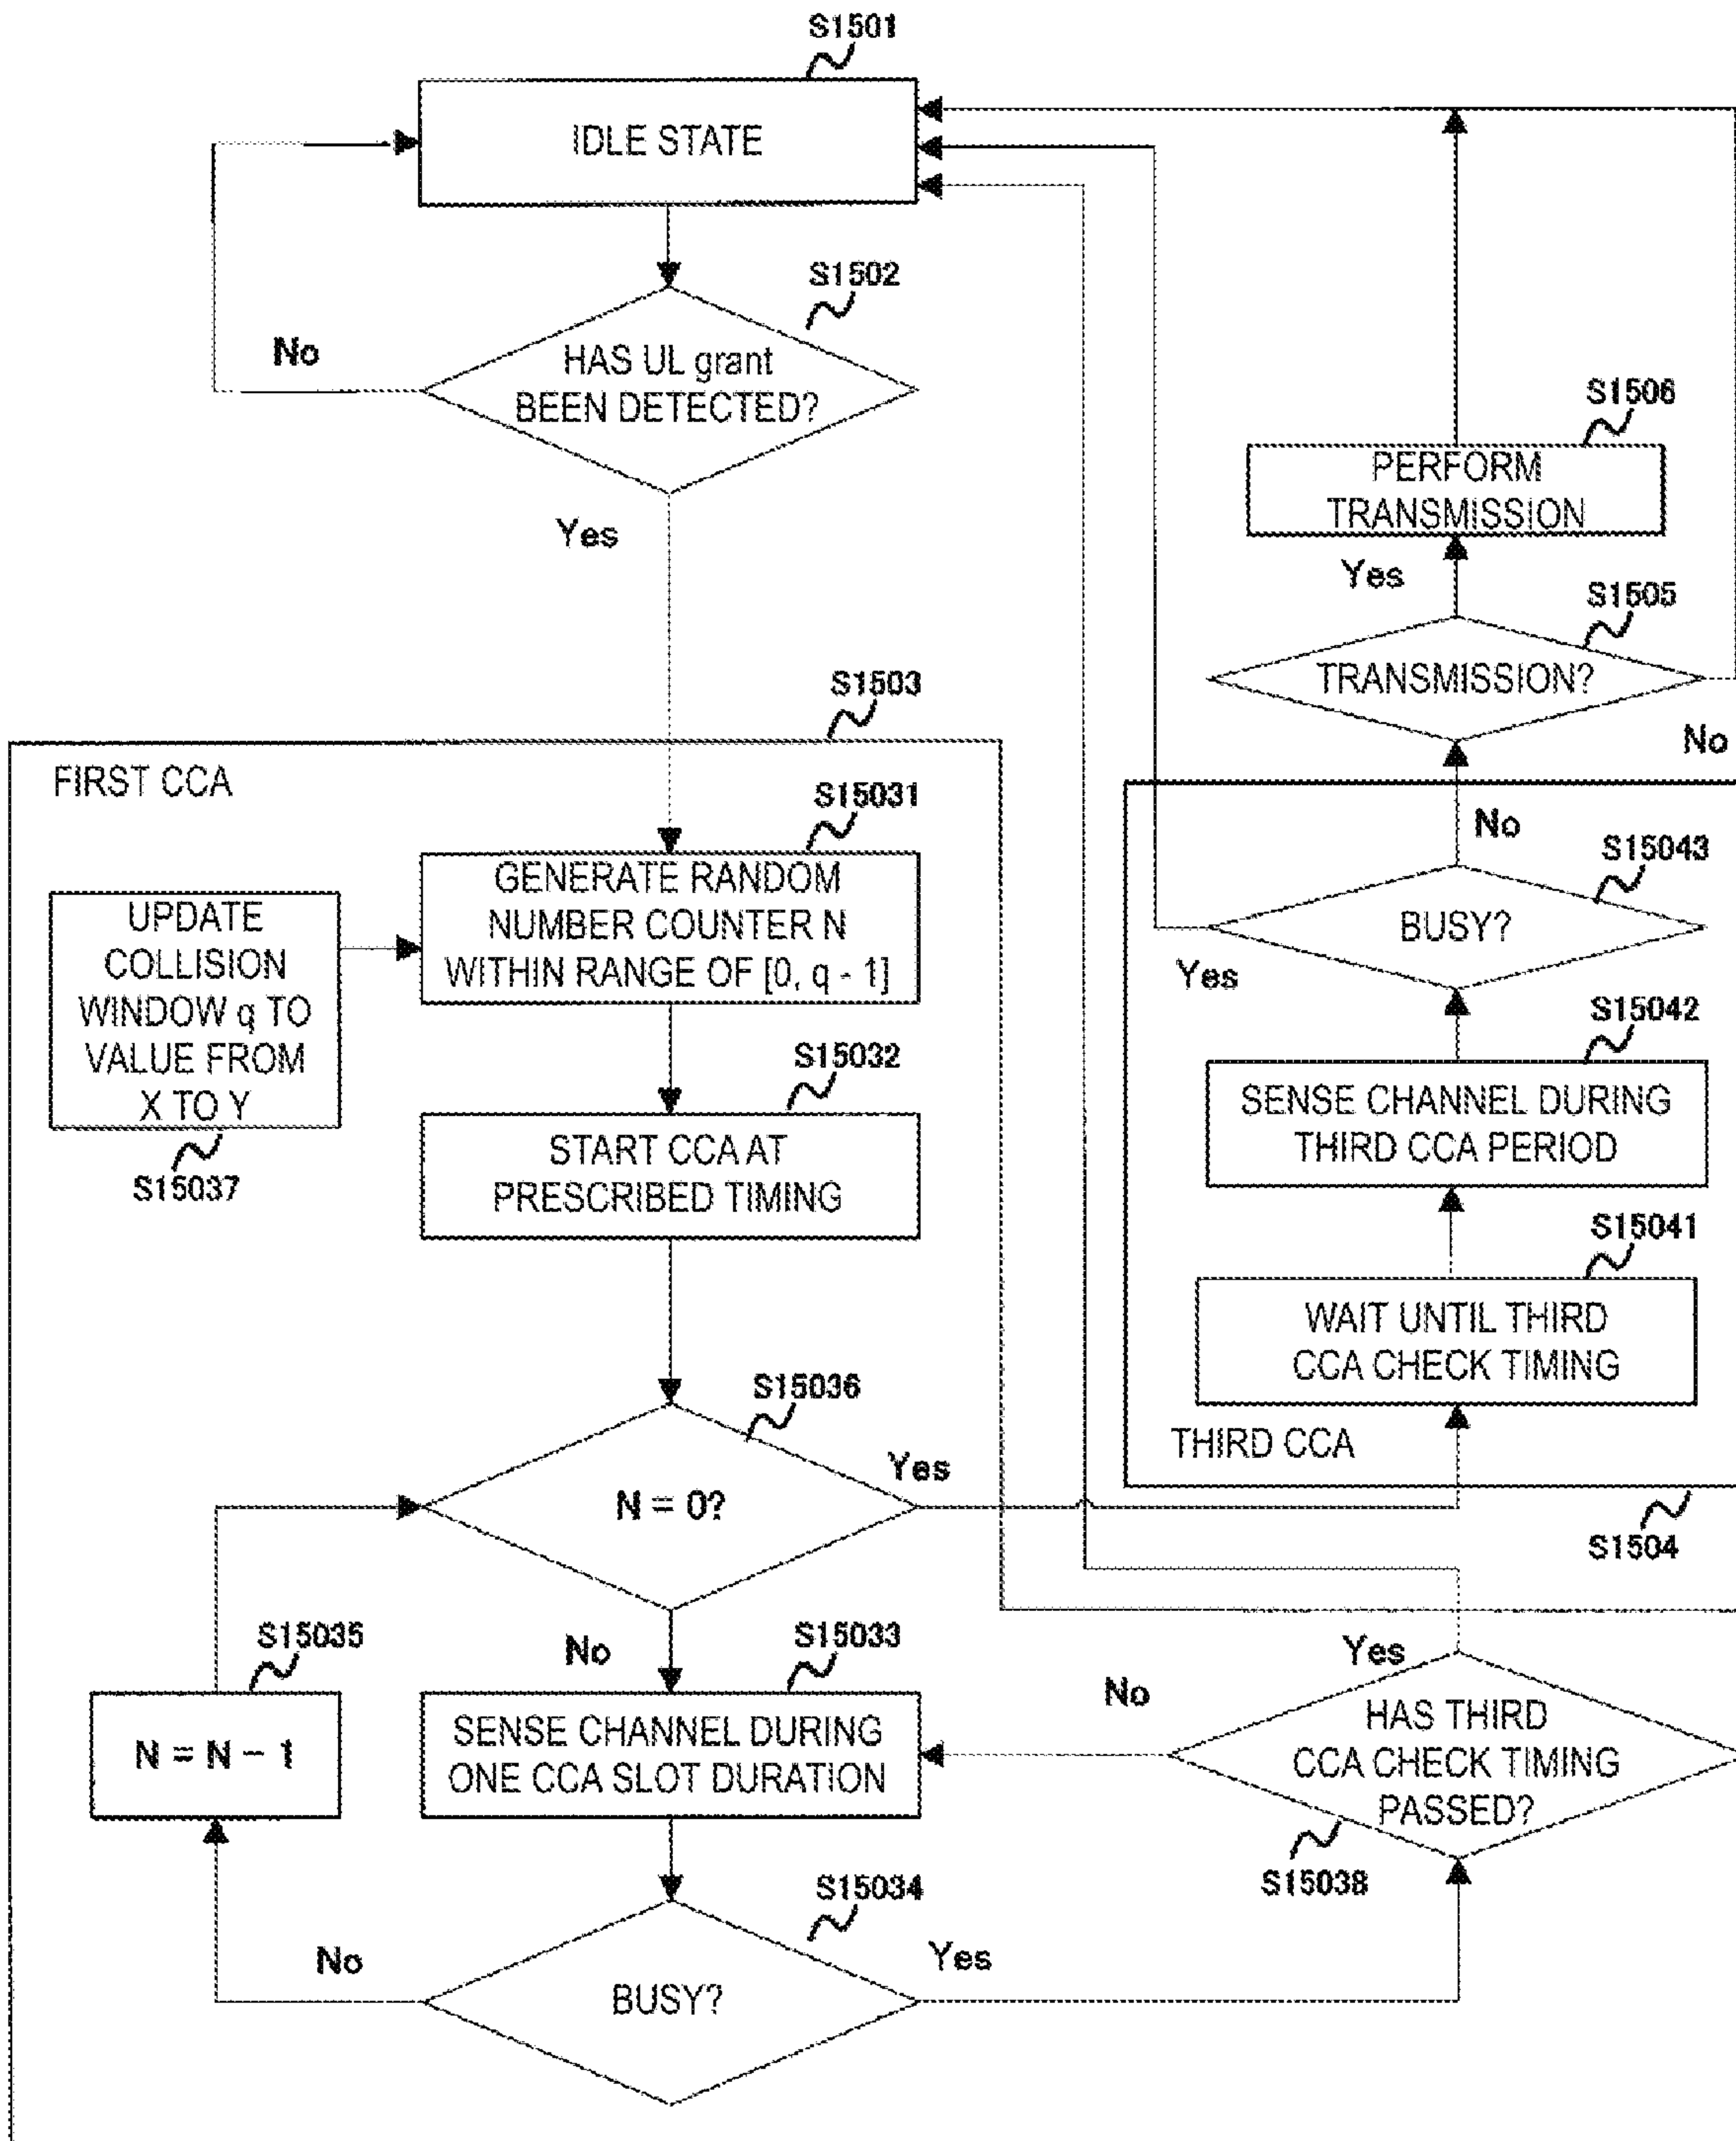 S1501
IDLE STATE
S1502
No
HAS UL grant
BEEN DETECTED?
Yes
S1506
PERFORM
TRANSMISSION
Yes
S1505
TRANSMISSION?
No
S1503
FIRST CCA
S15031
GENERATE RANDOM
NUMBER COUNTER N
WITHIN RANGE OF [0, q - 1]
UPDATE
COLLISION
WINDOW q TO
VALUE FROM
X TO Y
S15037
S15032
START CCA AT
PRESCRIBED TIMING
No
S15043
BUSY?
Yes
S15042
SENSE CHANNEL DURING
THIRD CCA PERIOD
S15041
WAIT UNTIL THIRD
CCA CHECK TIMING
THIRD CCA
S1504
S15036
N = 0?
Yes
No
S15035
N = N - 1
S15033
SENSE CHANNEL DURING
ONE CCA SLOT DURATION
No
Yes
HAS THIRD
CCA CHECK TIMING
PASSED?
S15038
S15034
No
BUSY?
Yes